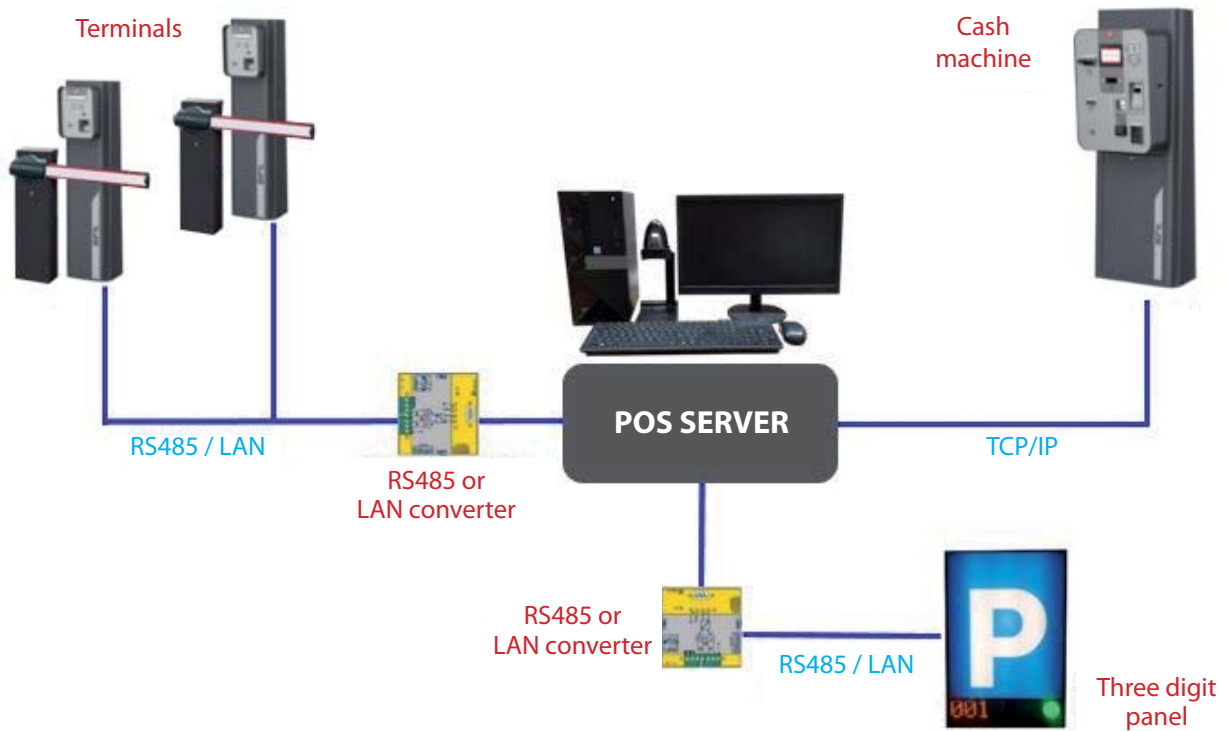 Terminals
Cash
machine
POS SERVER
RS485 / LAN
TCP/IP
RS485 or
LAN converter
RS485 or
LAN converter
RS485 / LAN
P
001
Three digit
panel